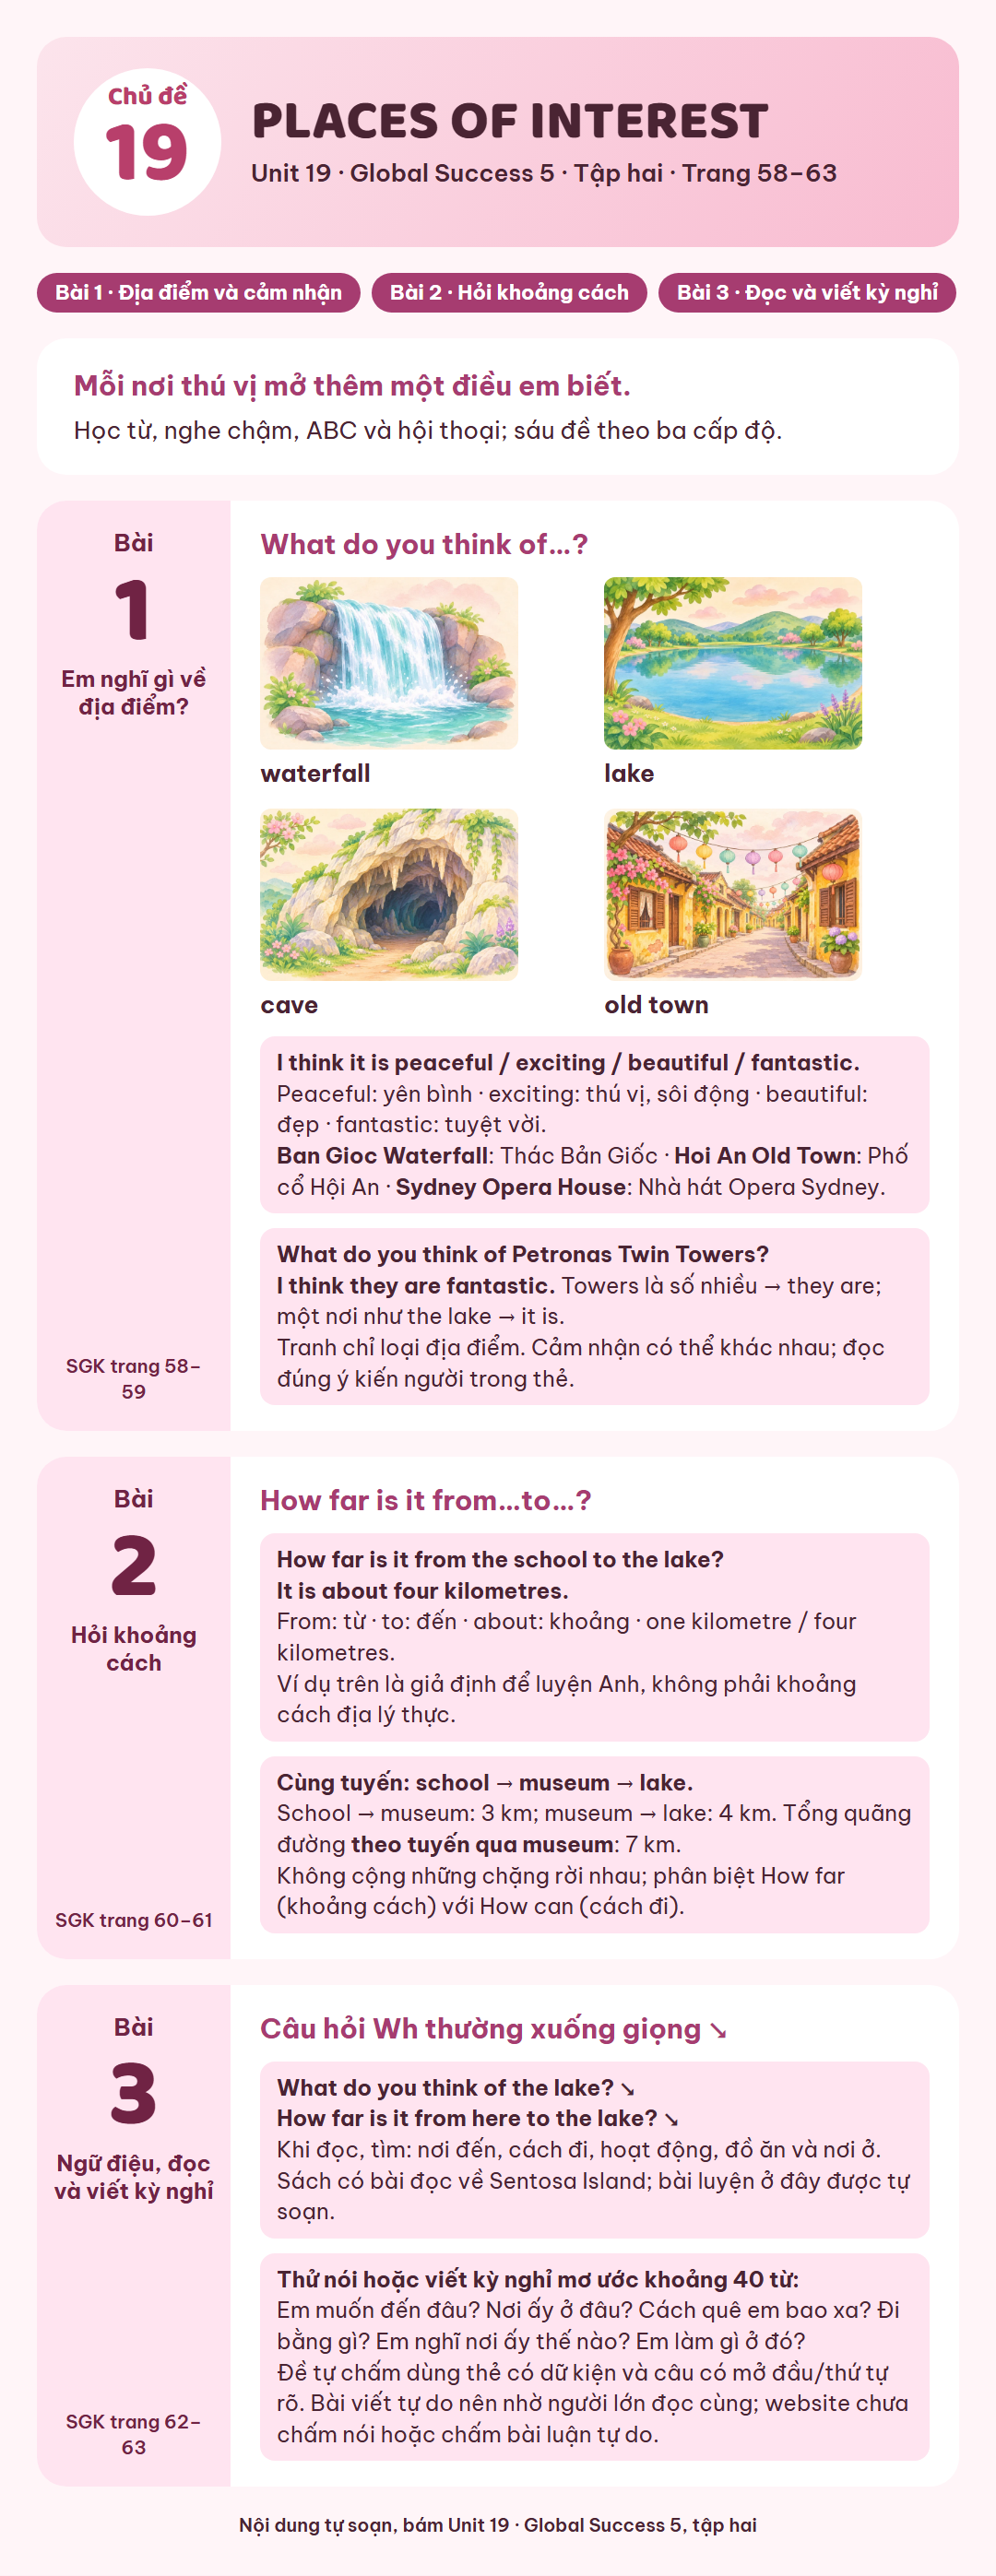 Chủ đề
19
PLACES OF INTEREST
Unit 19 · Global Success 5 · Tập hai · Trang 58–63
Bài 1 · Địa điểm và cảm nhận
Bài 2 · Hỏi khoảng cách
Bài 3 · Đọc và viết kỳ nghỉ
Mỗi nơi thú vị mở thêm một điều em biết.
Học từ, nghe chậm, ABC và hội thoại; sáu đề theo ba cấp độ.
Bài
1
Em nghĩ gì về
địa điểm?
SGK trang 58–
59
What do you think of…?
waterfall
lake
cave
old town
I think it is peaceful / exciting / beautiful / fantastic.
Peaceful: yên bình · exciting: thú vị, sôi động · beautiful:
đẹp · fantastic: tuyệt vời.
Ban Gioc Waterfall: Thác Bản Giốc · Hoi An Old Town: Phố
cổ Hội An · Sydney Opera House: Nhà hát Opera Sydney.
What do you think of Petronas Twin Towers?
I think they are fantastic. Towers là số nhiều → they are;
một nơi như the lake → it is.
Tranh chỉ loại địa điểm. Cảm nhận có thể khác nhau; đọc
đúng ý kiến người trong thẻ.
Bài
2
Hỏi khoảng
cách
SGK trang 60–61
How far is it from…to…?
How far is it from the school to the lake?
It is about four kilometres.
From: từ · to: đến · about: khoảng · one kilometre / four
kilometres.
Ví dụ trên là giả định để luyện Anh, không phải khoảng
cách địa lý thực.
Cùng tuyến: school → museum → lake.
School → museum: 3 km; museum → lake: 4 km. Tổng quãng
đường theo tuyến qua museum: 7 km.
Không cộng những chặng rời nhau; phân biệt How far
(khoảng cách) với How can (cách đi).
Bài
3
Ngữ điệu, đọc
và viết kỳ nghỉ
SGK trang 62–
63
Câu hỏi Wh thường xuống giọng ↘
What do you think of the lake? ↘
How far is it from here to the lake? ↘
Khi đọc, tìm: nơi đến, cách đi, hoạt động, đồ ăn và nơi ở.
Sách có bài đọc về Sentosa Island; bài luyện ở đây được tự
soạn.
Thử nói hoặc viết kỳ nghỉ mơ ước khoảng 40 từ:
Em muốn đến đâu? Nơi ấy ở đâu? Cách quê em bao xa? Đi
bằng gì? Em nghĩ nơi ấy thế nào? Em làm gì ở đó?
Đề tự chấm dùng thẻ có dữ kiện và câu có mở đầu/thứ tự
rõ. Bài viết tự do nên nhờ người lớn đọc cùng; website chưa
chấm nói hoặc chấm bài luận tự do.
Nội dung tự soạn, bám Unit 19 · Global Success 5, tập hai